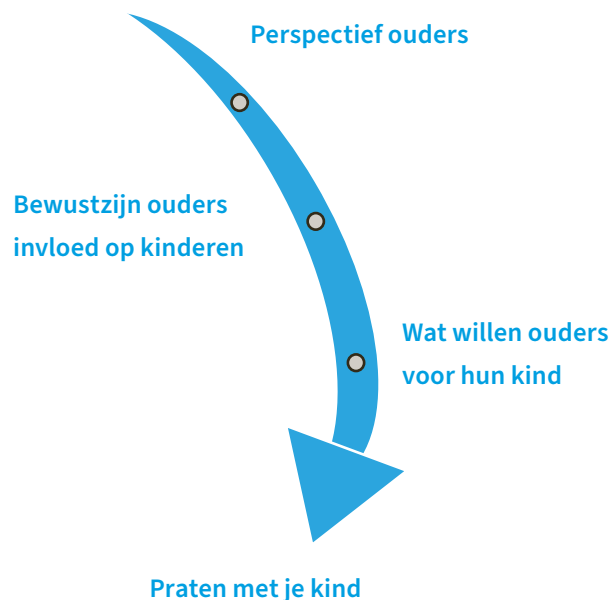 Perspectief ouders
Bewustzijn ouders
invloed op kinderen
Wat willen ouders
voor hun kind
Praten met je kind